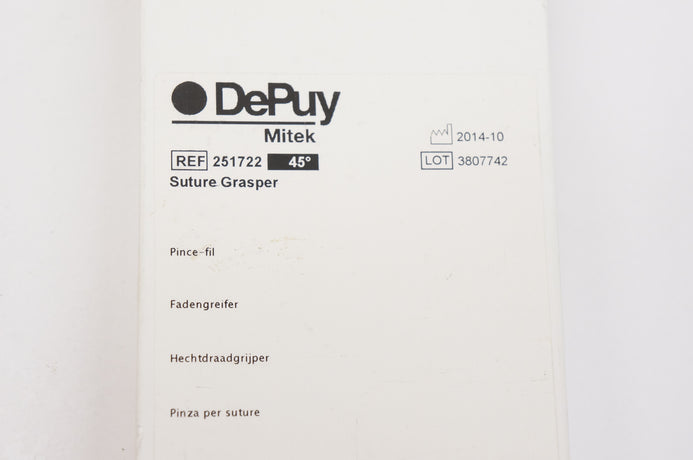 DePuy
Mitek
2014-10
REF 251722 45°
LOT 3807742
Suture Grasper
Pince-fil
Fadengreifer
Hechtdraadgrijper
Pinza per suture